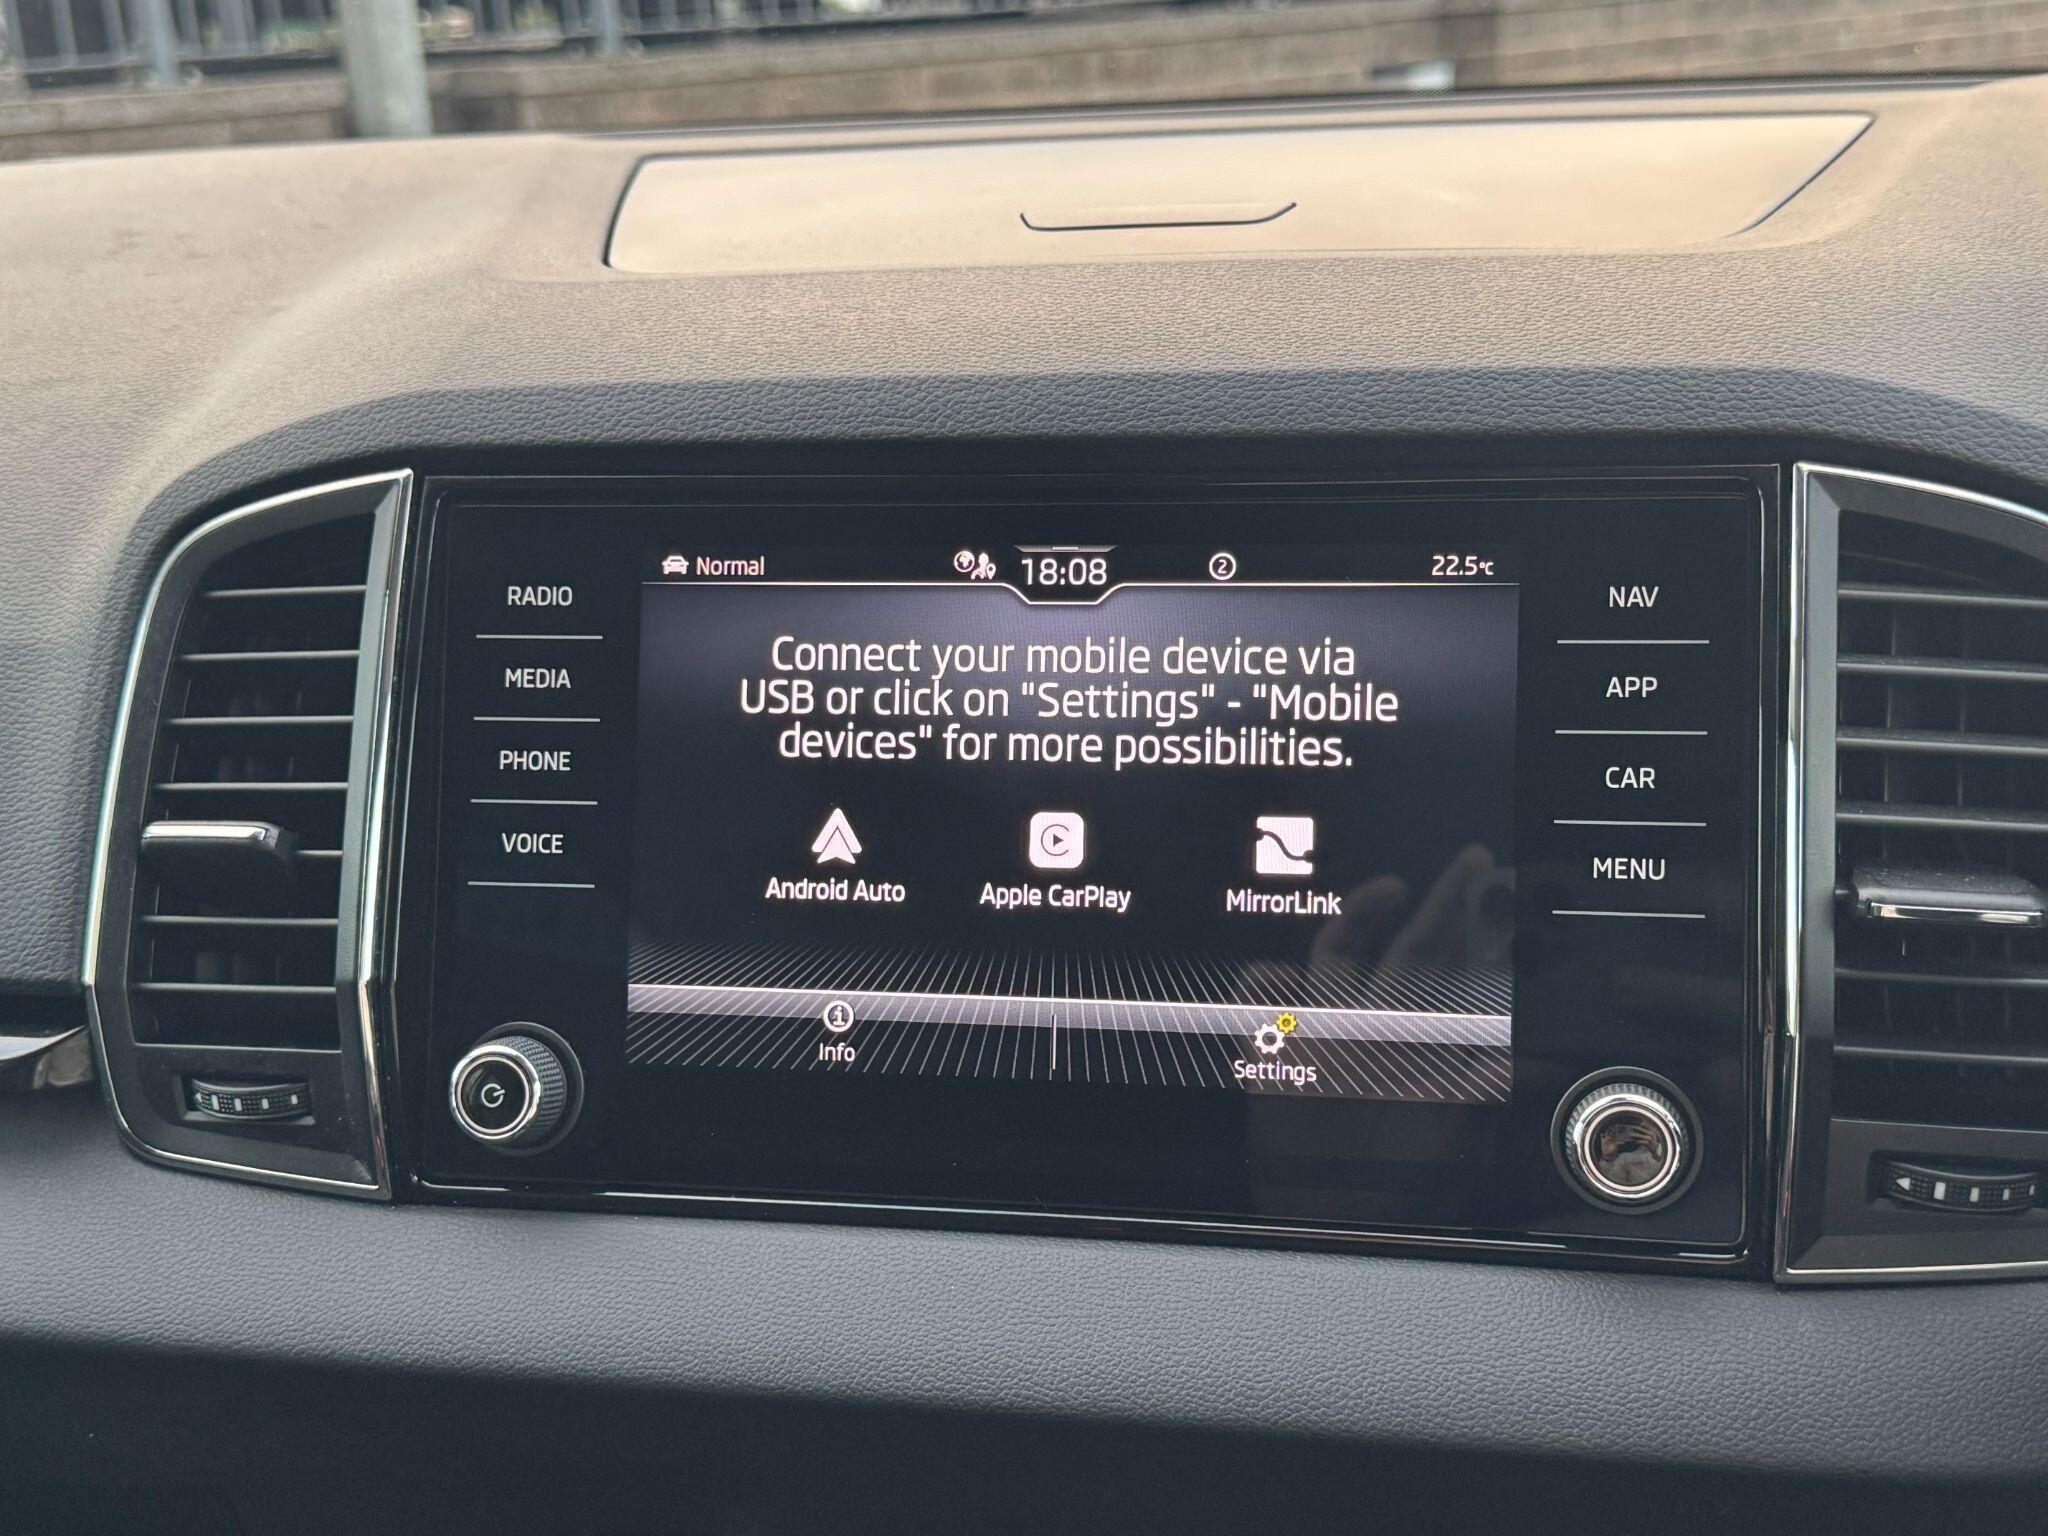 Normal
18:08
2
22.5°C
RADIO
MEDIA
PHONE
VOICE
Connect your mobile device via
USB or click on "Settings" - "Mobile
devices" for more possibilities.
Android Auto
Apple CarPlay
MirrorLink
Info
Settings
NAV
APP
CAR
MENU